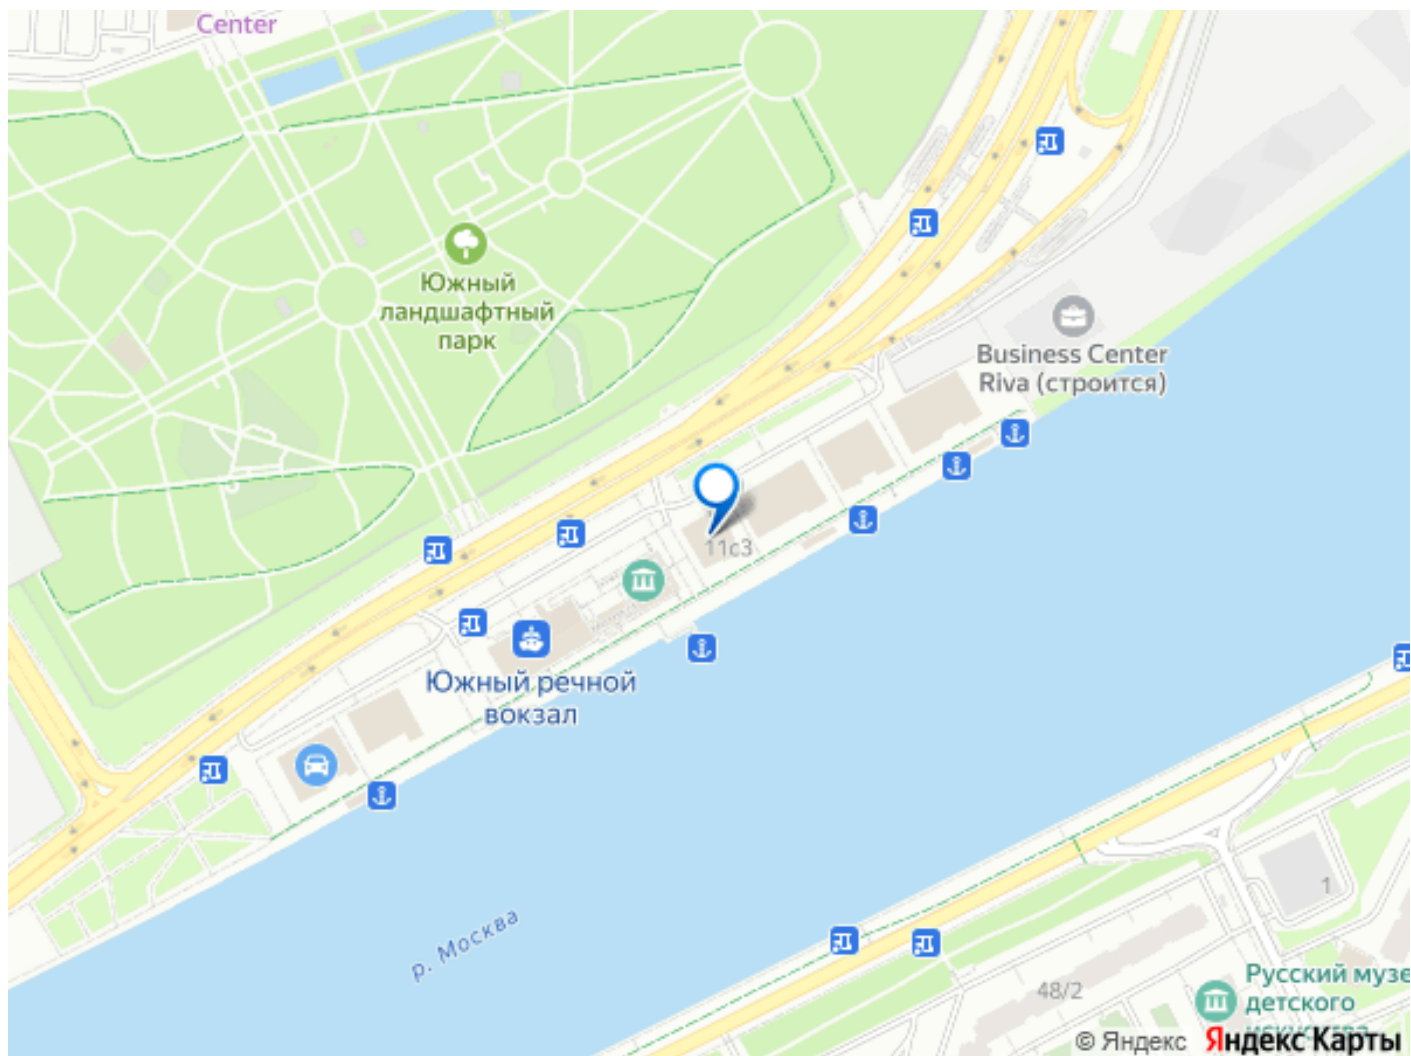 Center
Южный
ландшафтный
парк
Business Center
Riva (строится)
11с3
Южный речной
вокзал
р. Москва
1
48/2
Русский музе
детского
искусства
© Яндекс Яндекс Карты